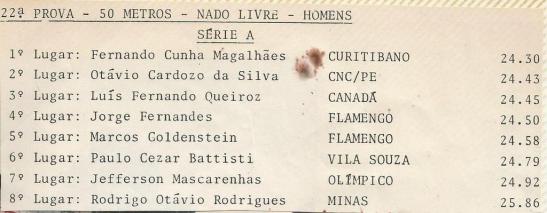 22ª PROVA - 50 METROS - NADO LIVRE - HOMENS
SÉRIE A
1º Lugar: Fernando Cunha Magalhães CURITIBANO 24.30
2º Lugar: Otávio Cardozo da Silva CNC/PE 24.43
3º Lugar: Luís Fernando Queiroz CANADÁ 24.45
4º Lugar: Jorge Fernandes FLAMENGO 24.50
5º Lugar: Marcos Goldenstein FLAMENGO 24.58
6º Lugar: Paulo Cezar Battisti VILA SOUZA 24.79
7º Lugar: Jefferson Mascarenhas OLÍMPICO 24.92
8º Lugar: Rodrigo Otávio Rodrigues MINAS 25.86